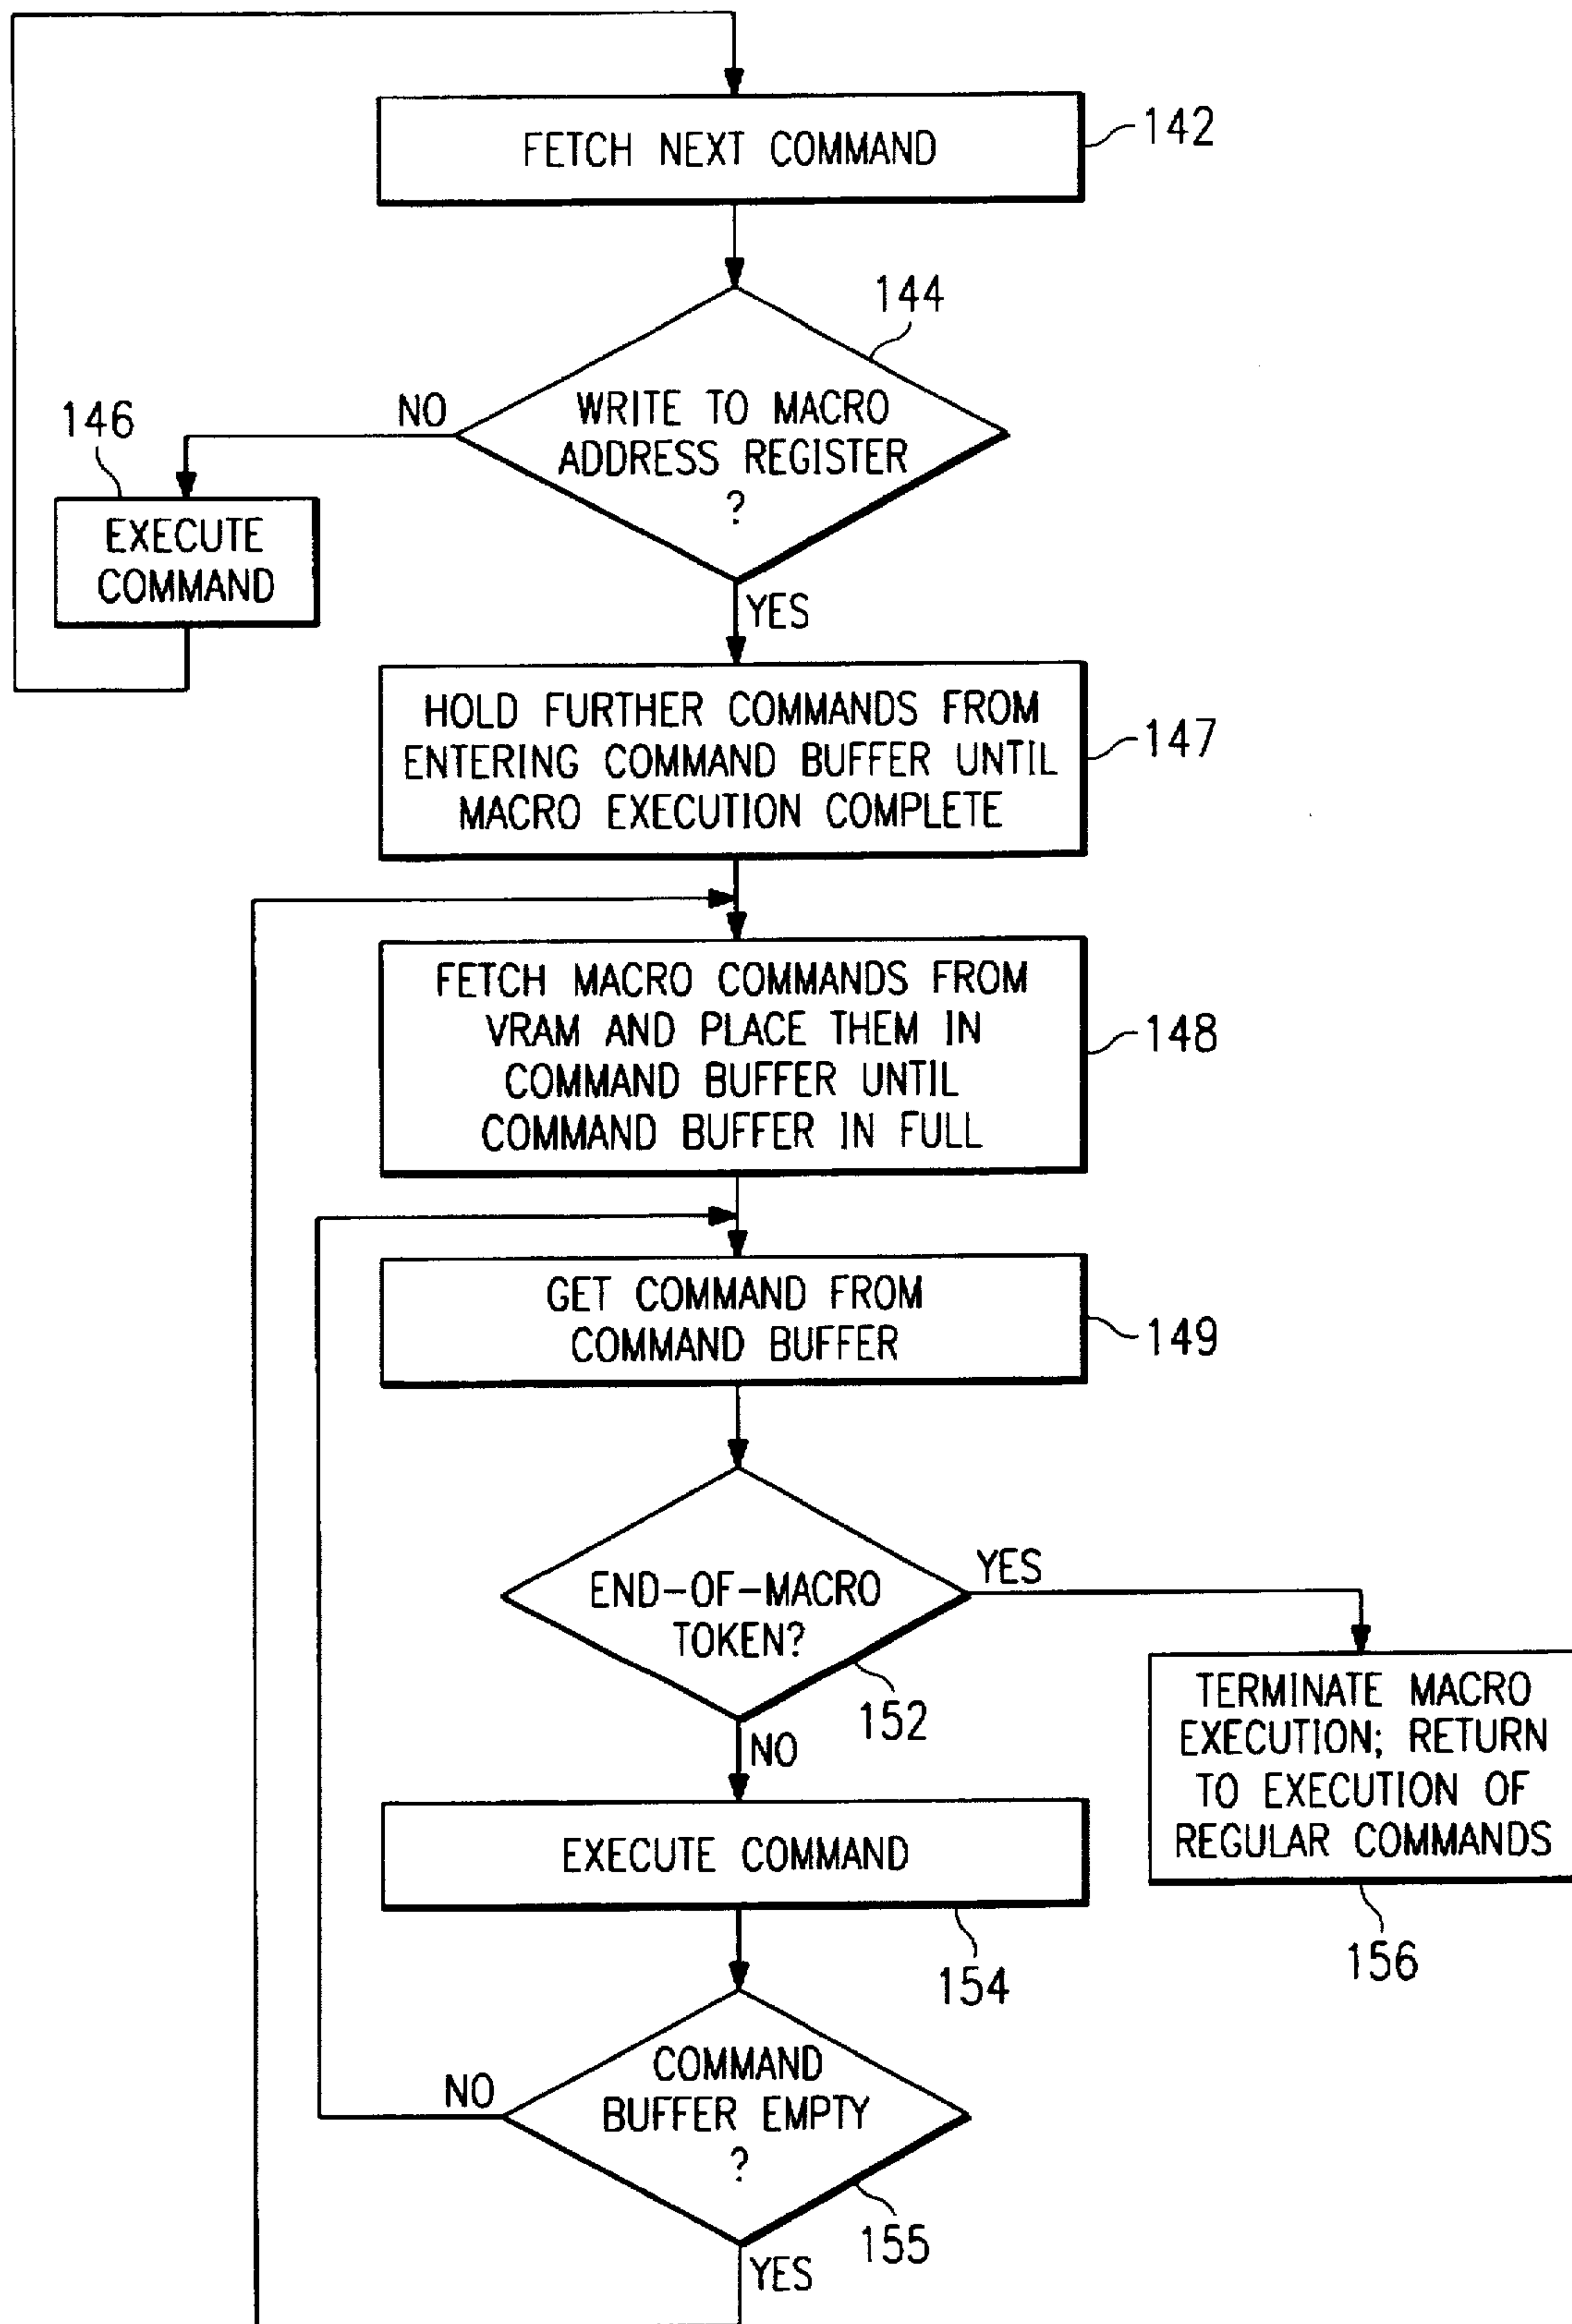 FETCH NEXT COMMAND
142
144
WRITE TO MACRO
ADDRESS REGISTER
?
NO
146
EXECUTE
COMMAND
YES
HOLD FURTHER COMMANDS FROM
ENTERING COMMAND BUFFER UNTIL
MACRO EXECUTION COMPLETE
147
FETCH MACRO COMMANDS FROM
VRAM AND PLACE THEM IN
COMMAND BUFFER UNTIL
COMMAND BUFFER IN FULL
148
GET COMMAND FROM
COMMAND BUFFER
149
END-OF-MACRO
TOKEN?
152
YES
TERMINATE MACRO
EXECUTION; RETURN
TO EXECUTION OF
REGULAR COMMANDS
156
NO
EXECUTE COMMAND
154
COMMAND
BUFFER EMPTY
?
NO
155
YES